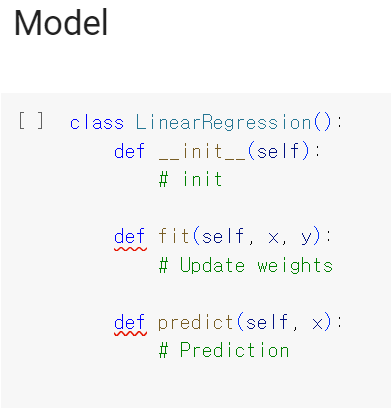 Model
[ ] class LinearRegression():
def __init__(self):
# init
def fit(self, x, y):
# Update weights
def predict(self, x):
# Prediction